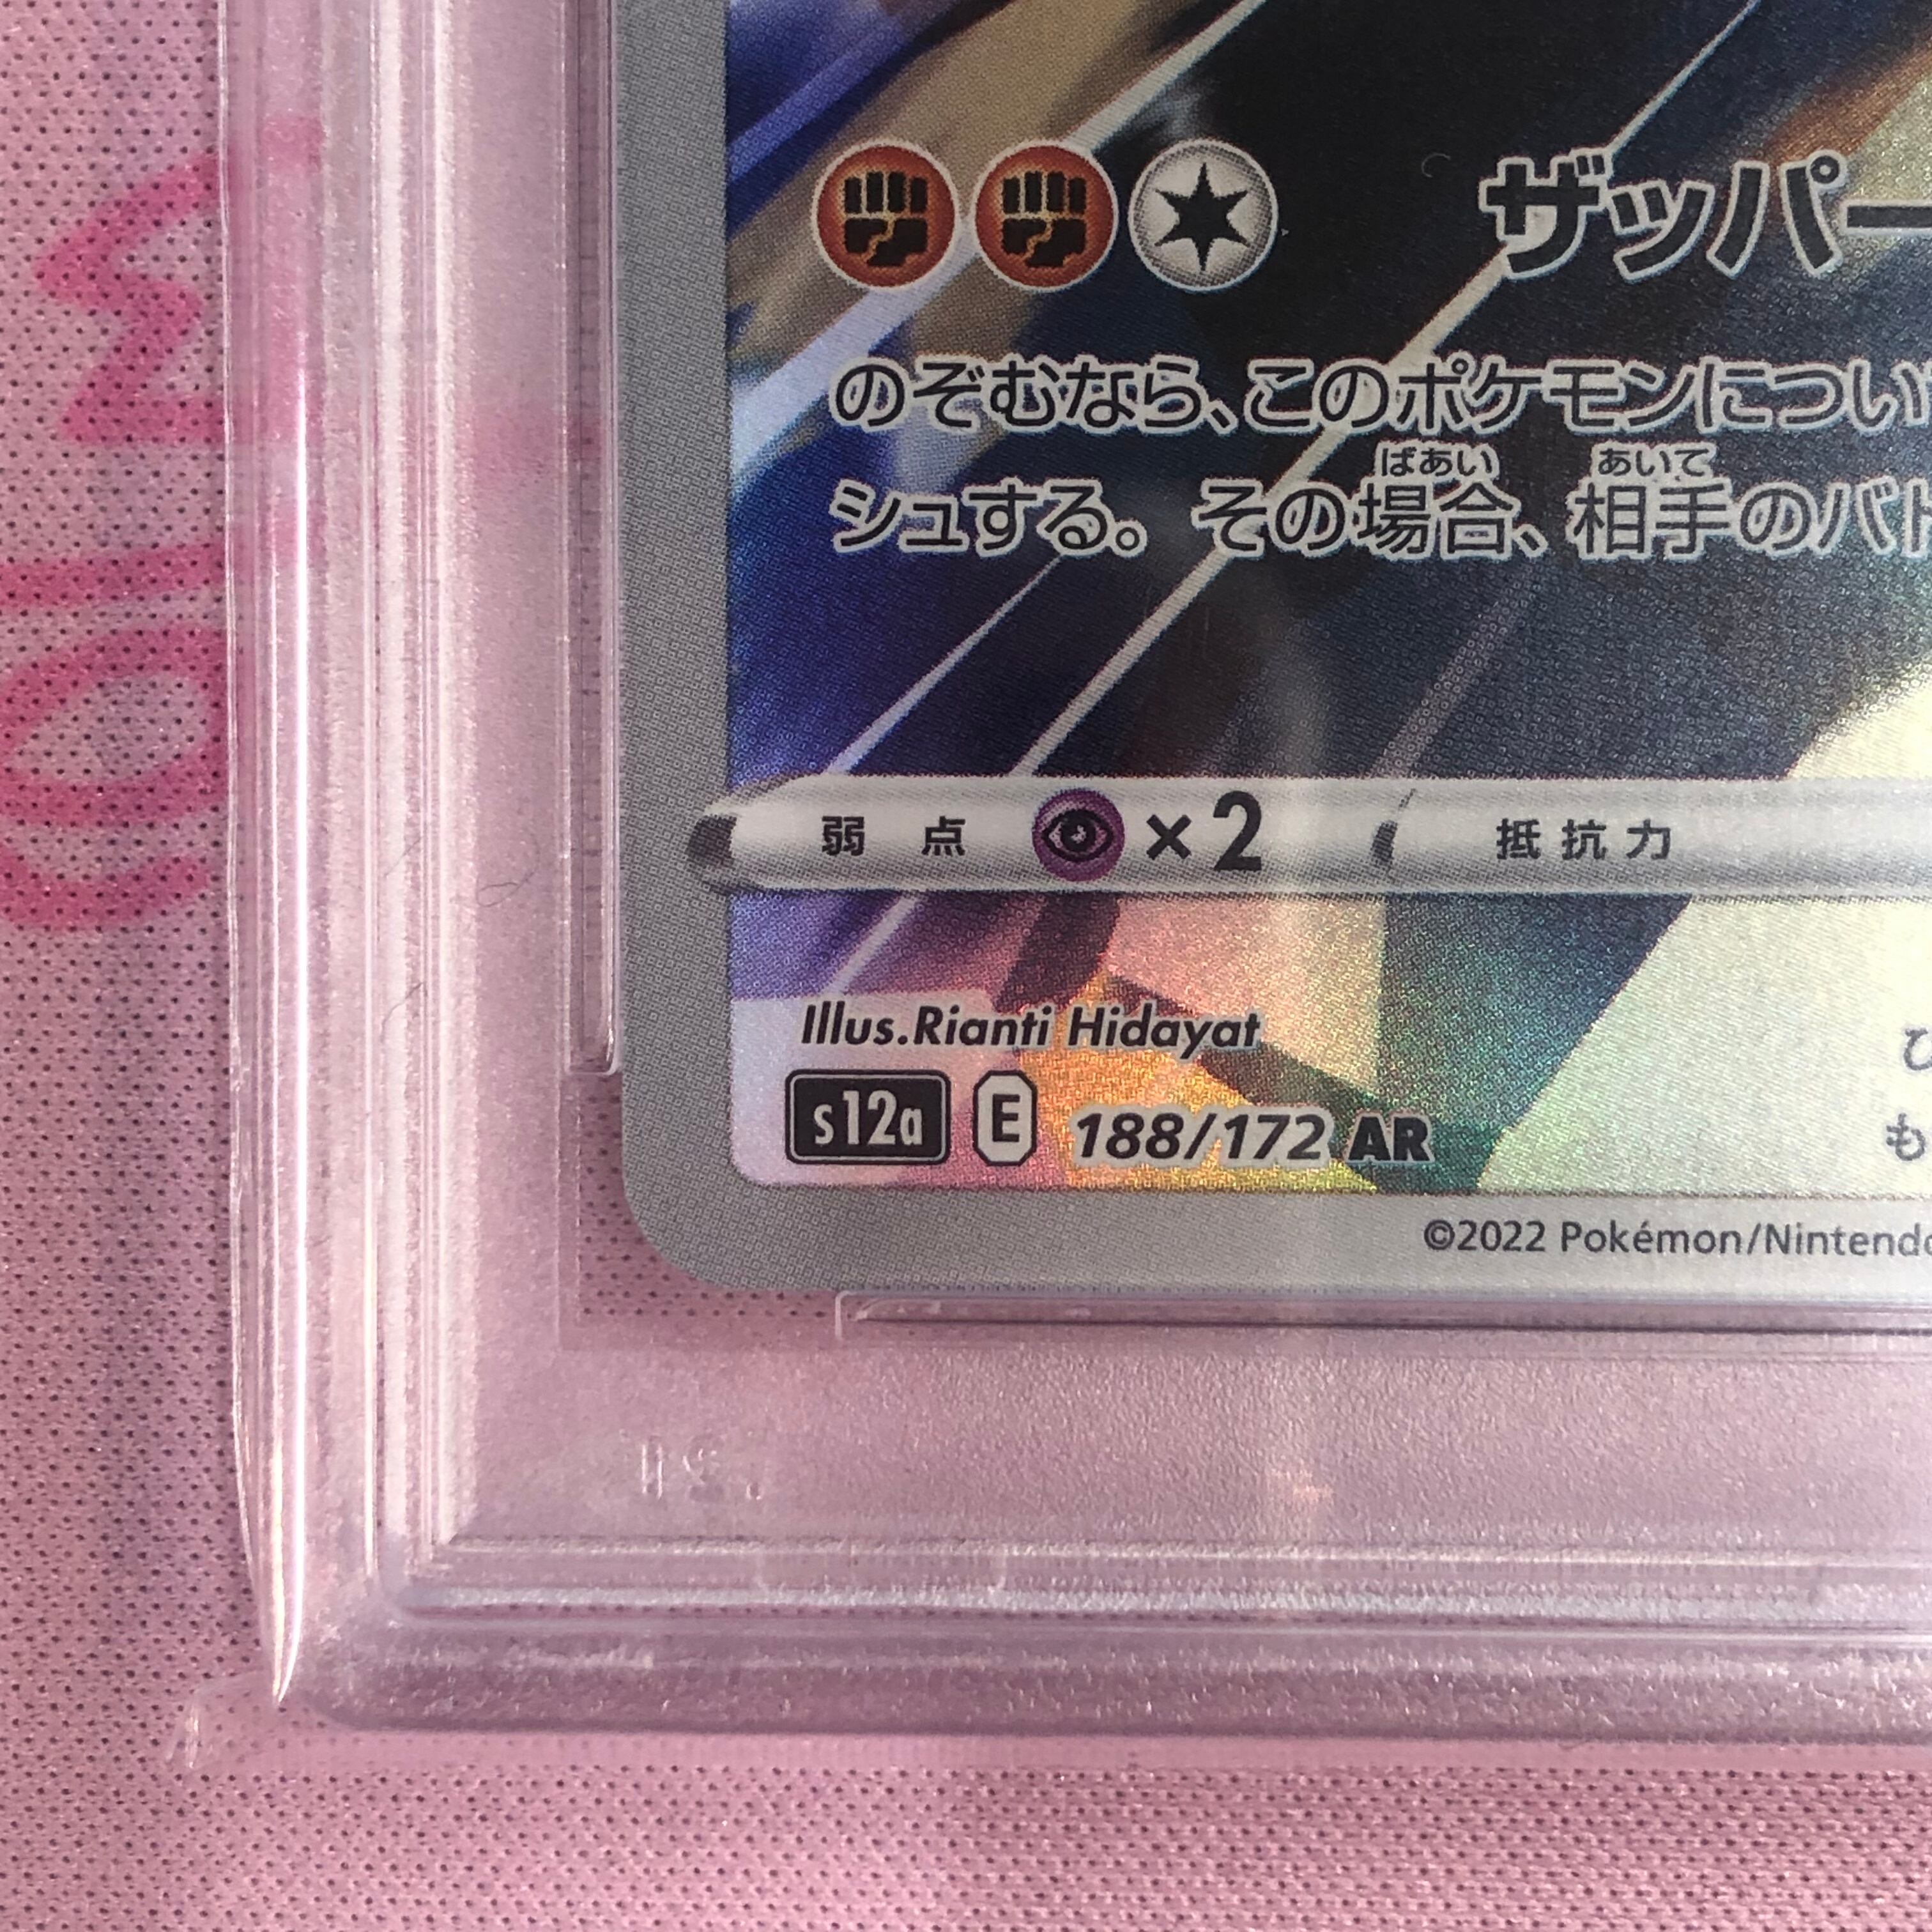 ザッパー
のぞむなら、このポケモンについ
ばあい あいて
シュする。その場合、相手のバト
弱点 ×2 抵抗力
Illus.Rianti Hidayat
ひ
s12a E 188/172 AR
も
©2022 Pokémon/Nintendo